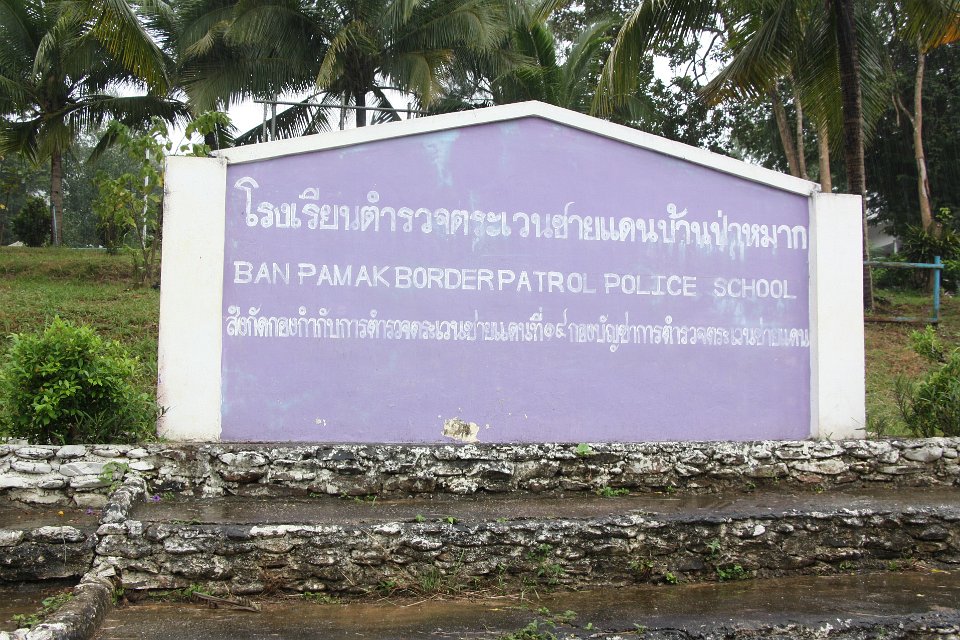 โรงเรียนตำรวจตระเวนชายแดนบ้านป่าหมาก
BAN PAMAK BORDER PATROL POLICE SCHOOL
สังกัดกองกำกับการตำรวจตระเวนชายแดนที่๑๔ กองบัญชาการตำรวจตระเวนชายแดน